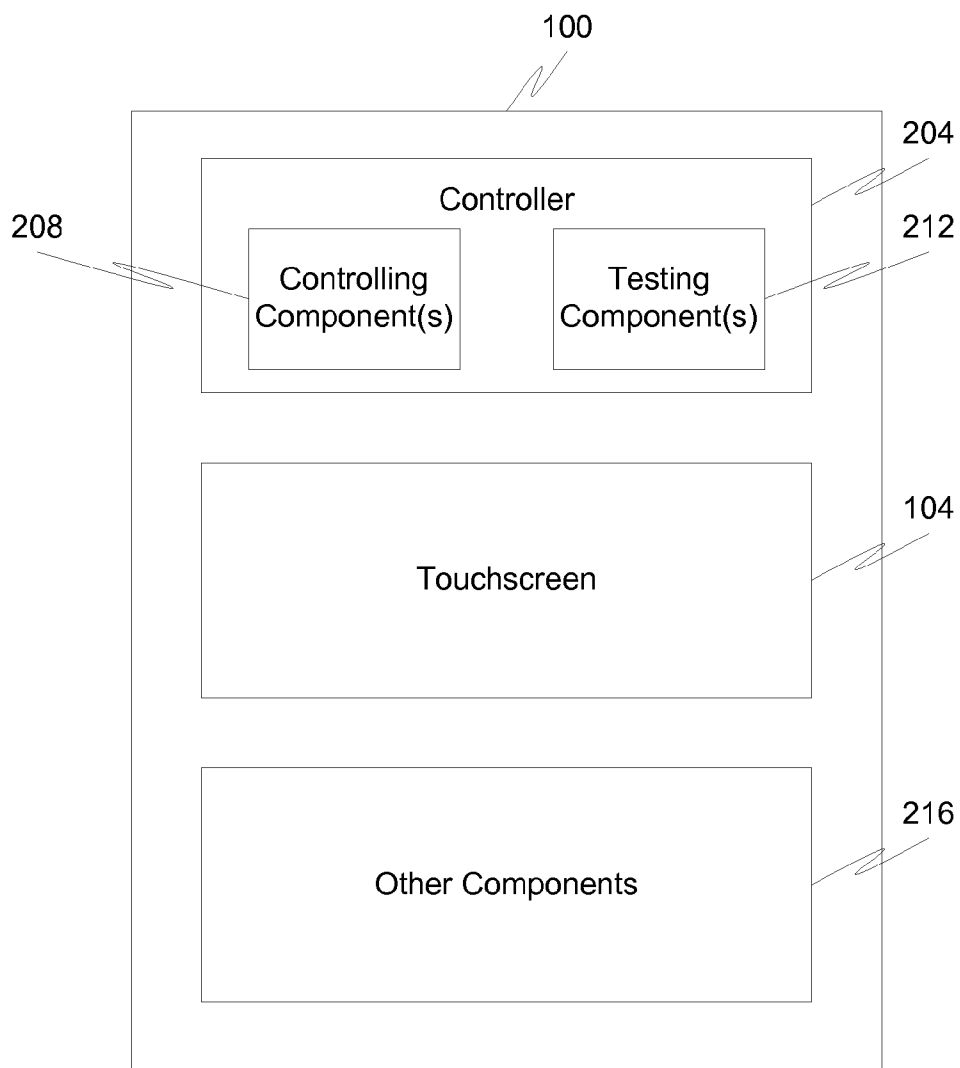 100
204
Controller
208
212
Controlling
Component(s)
Testing
Component(s)
104
Touchscreen
216
Other Components